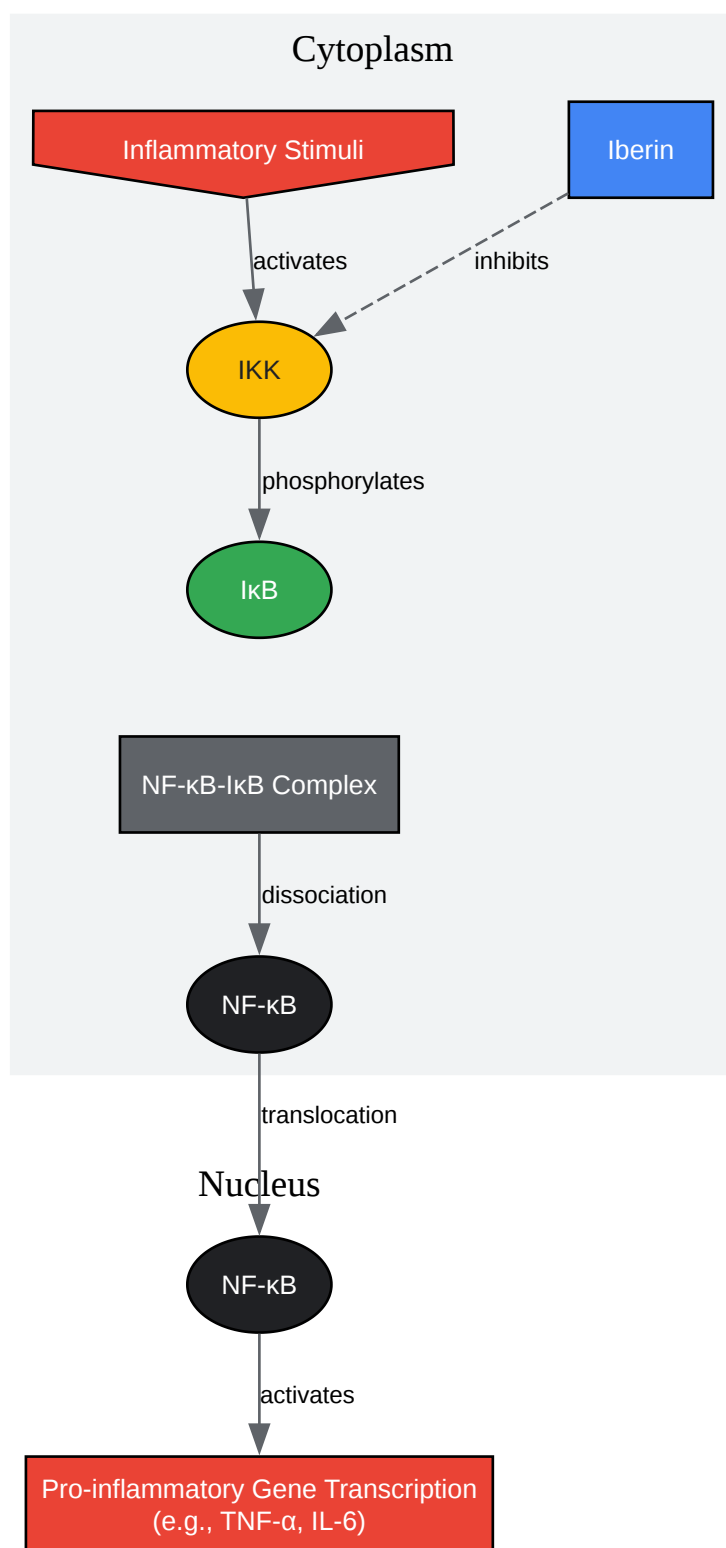 Cytoplasm
Inflammatory Stimuli
Iberin
activates
inhibits
IKK
phosphorylates
IκB
NF-κB-IκB Complex
dissociation
NF-κB
translocation
Nucleus
NF-κB
activates
Pro-inflammatory Gene Transcription
(e.g., TNF-α, IL-6)